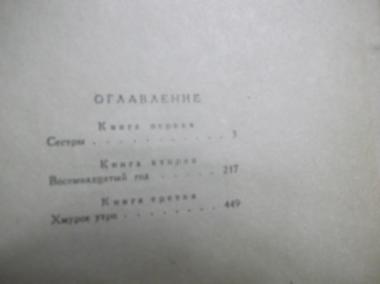 ОГЛАВЛЕНИЕ
Книга первая
Сестры . . . . . . . . . . . 3
Книга вторая
Восемнадцатый год . . . . . 217
Книга третья
Хмурое утро . . . . . . . . 449